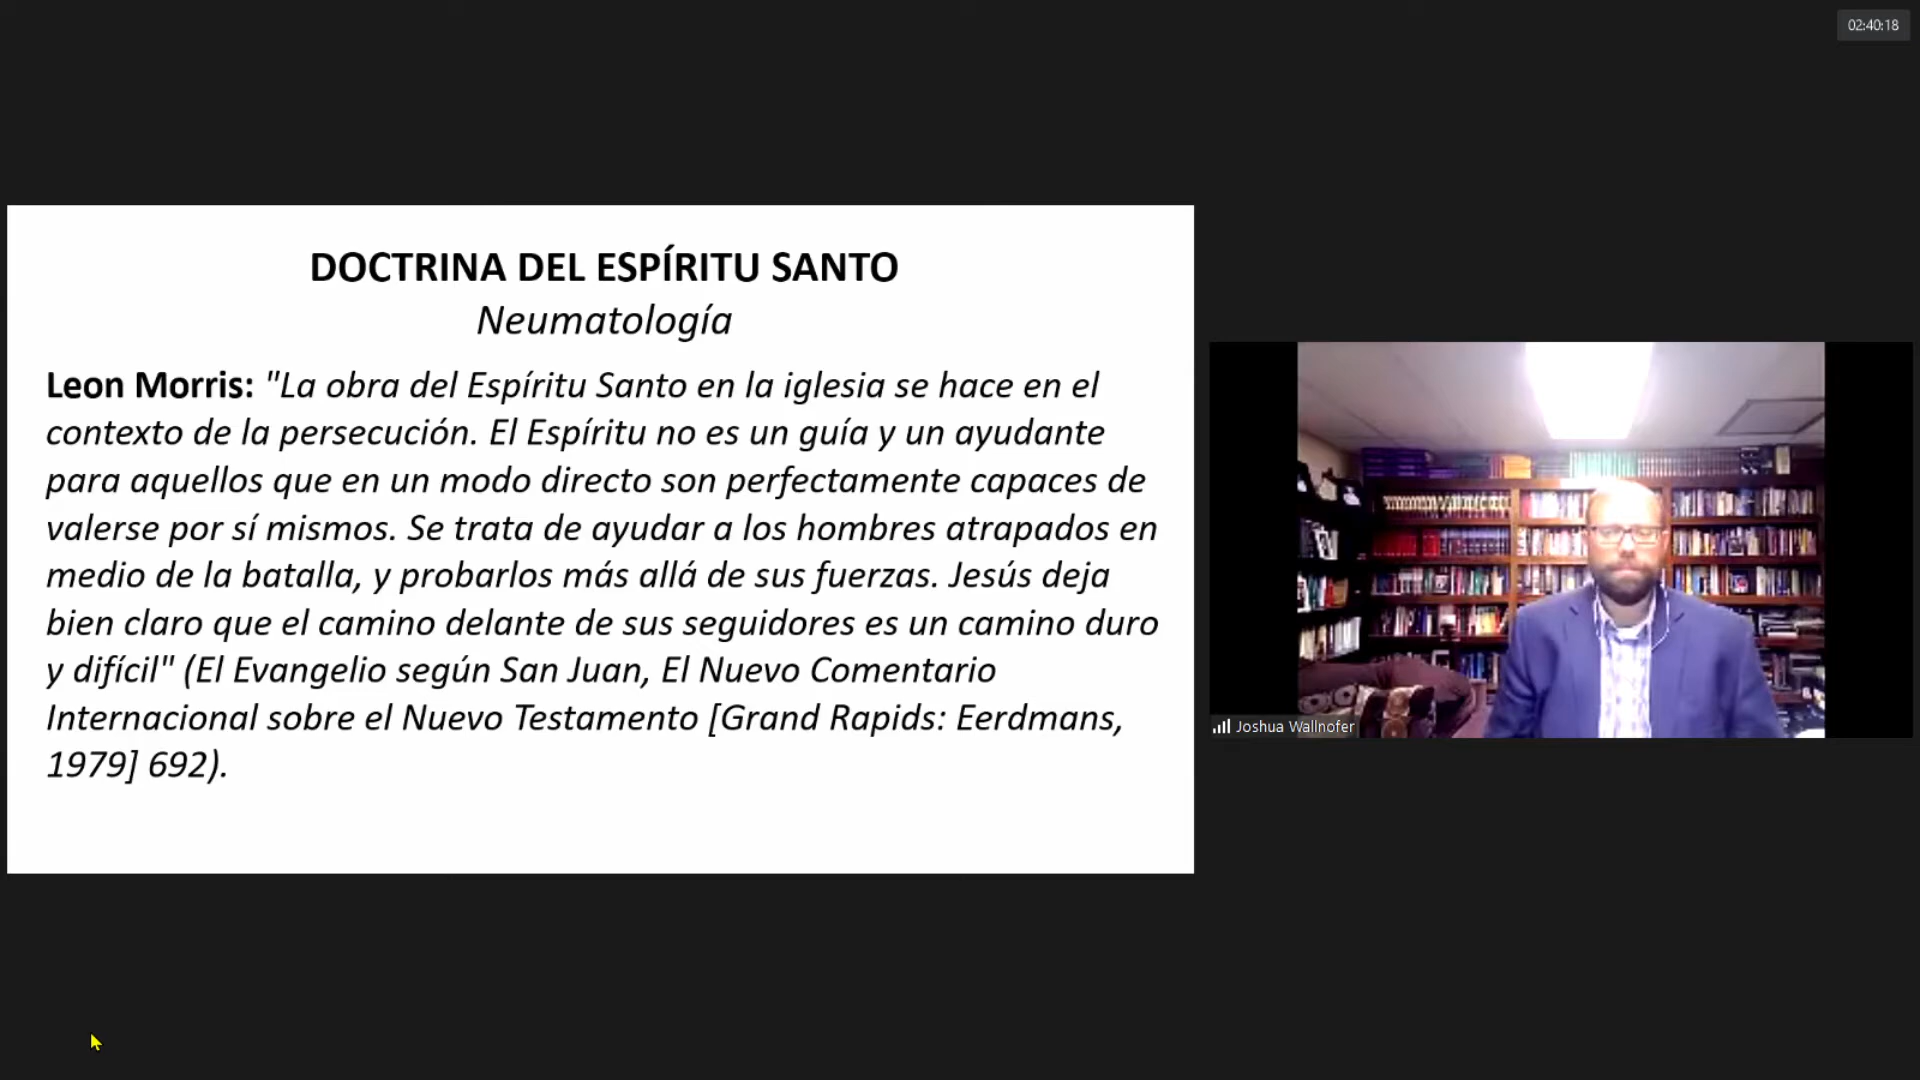 02:40:18
DOCTRINA DEL ESPÍRITU SANTO
Neumatología
Leon Morris: "La obra del Espíritu Santo en la iglesia se hace en el
contexto de la persecución. El Espíritu no es un guía y un ayudante
para aquellos que en un modo directo son perfectamente capaces de
valerse por sí mismos. Se trata de ayudar a los hombres atrapados en
medio de la batalla, y probarlos más allá de sus fuerzas. Jesús deja
bien claro que el camino delante de sus seguidores es un camino duro
y difícil" (El Evangelio según San Juan, El Nuevo Comentario
Internacional sobre el Nuevo Testamento [Grand Rapids: Eerdmans,
1979] 692).
Joshua Wallnofer